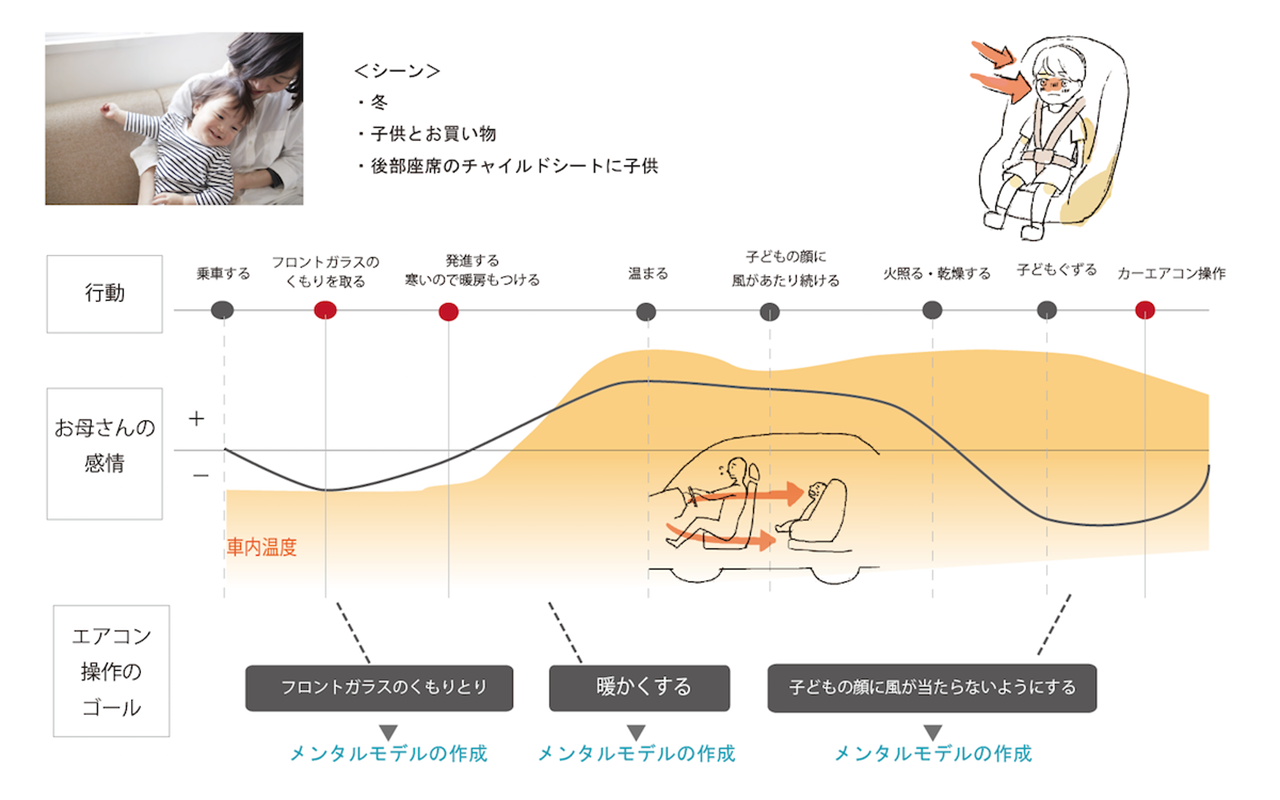 ＜シーン＞
・冬
・子供とお買い物
・後部座席のチャイルドシートに子供
行動
乗車する
フロントガラスの
くもりを取る
発進する
寒いので暖房もつける
温まる
子どもの顔に
風があたり続ける
火照る・乾燥する
子どもぐずる
カーエアコン操作
お母さんの
感情
＋
－
車内温度
エアコン
操作の
ゴール
フロントガラスのくもりとり
暖かくする
子どもの顔に風が当たらないようにする
メンタルモデルの作成
メンタルモデルの作成
メンタルモデルの作成